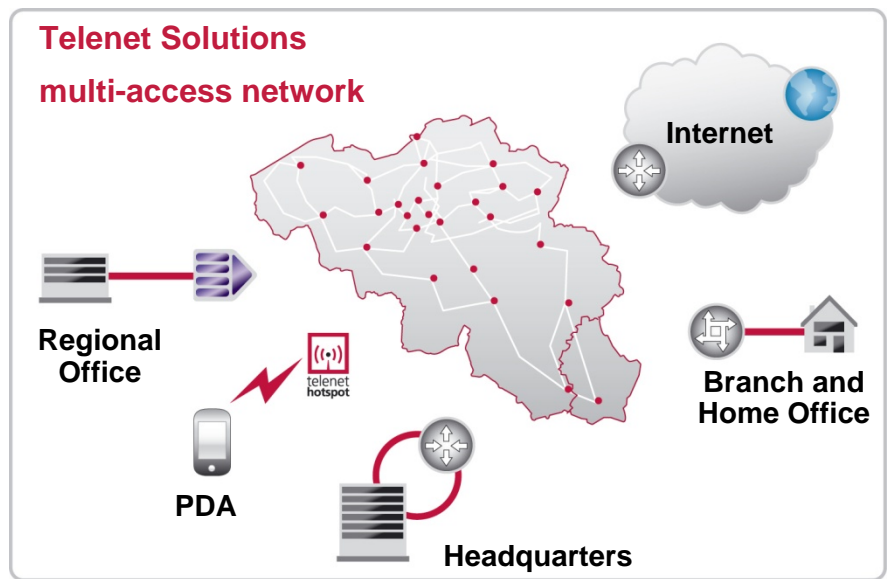 Telenet Solutions
multi-access network
Internet
Regional
Office
telenet
hotspot
Branch and
Home Office
PDA
Headquarters